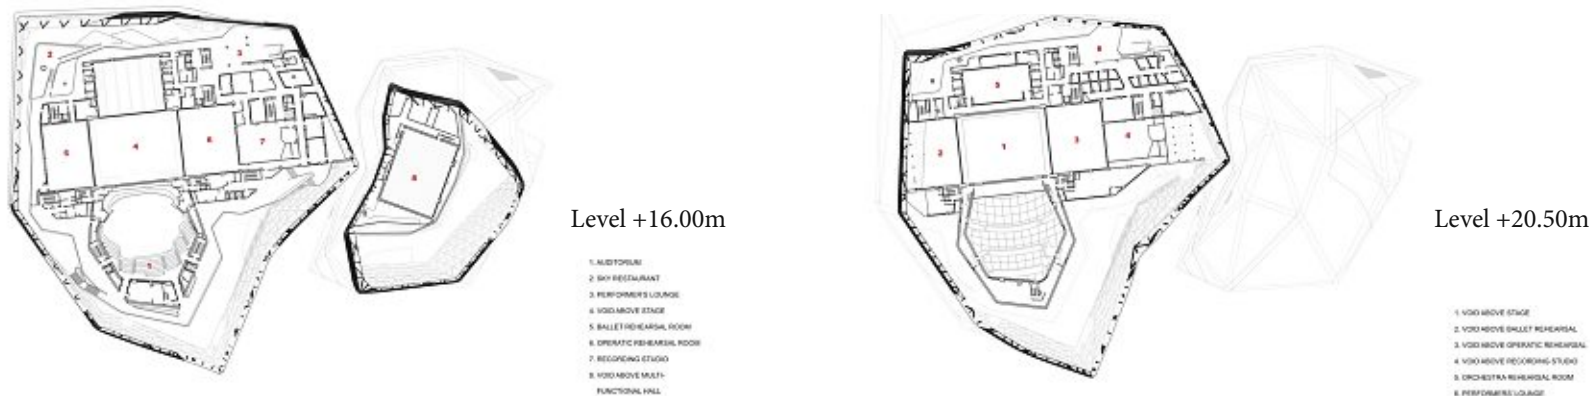 Level +16.00m
1. AUDITORIUM
2. SKY RESTAURANT
3. PERFORMER'S LOUNGE
4. VOID ABOVE STAGE
5. BALLET REHEARSAL ROOM
6. OPERATIC REHEARSAL ROOM
7. RECORDING STUDIO
8. VOID ABOVE MULTI-
FUNCTIONAL HALL
Level +20.50m
1. VOID ABOVE STAGE
2. VOID ABOVE BALLET REHEARSAL
3. VOID ABOVE OPERATIC REHEARSAL
4. VOID ABOVE RECORDING STUDIO
5. ORCHESTRA REHEARSAL ROOM
6. PERFORMERS' LOUNGE